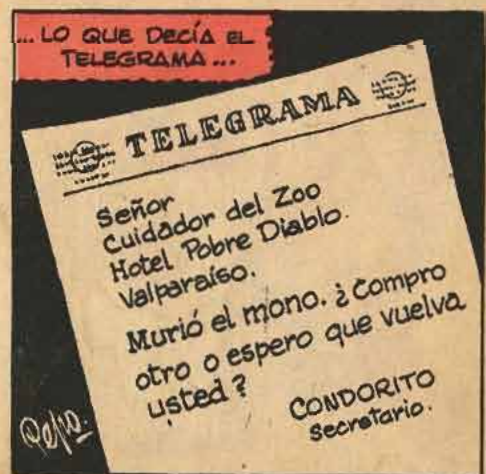 ... LO QUE DECÍA EL
TELEGRAMA ...
TELEGRAMA
Señor
Cuidador del Zoo
Hotel Pobre Diablo.
Valparaíso.
Murió el mono. ¿Compro
otro o espero que vuelva
usted?
CONDORITO
secretario.
Pepo.